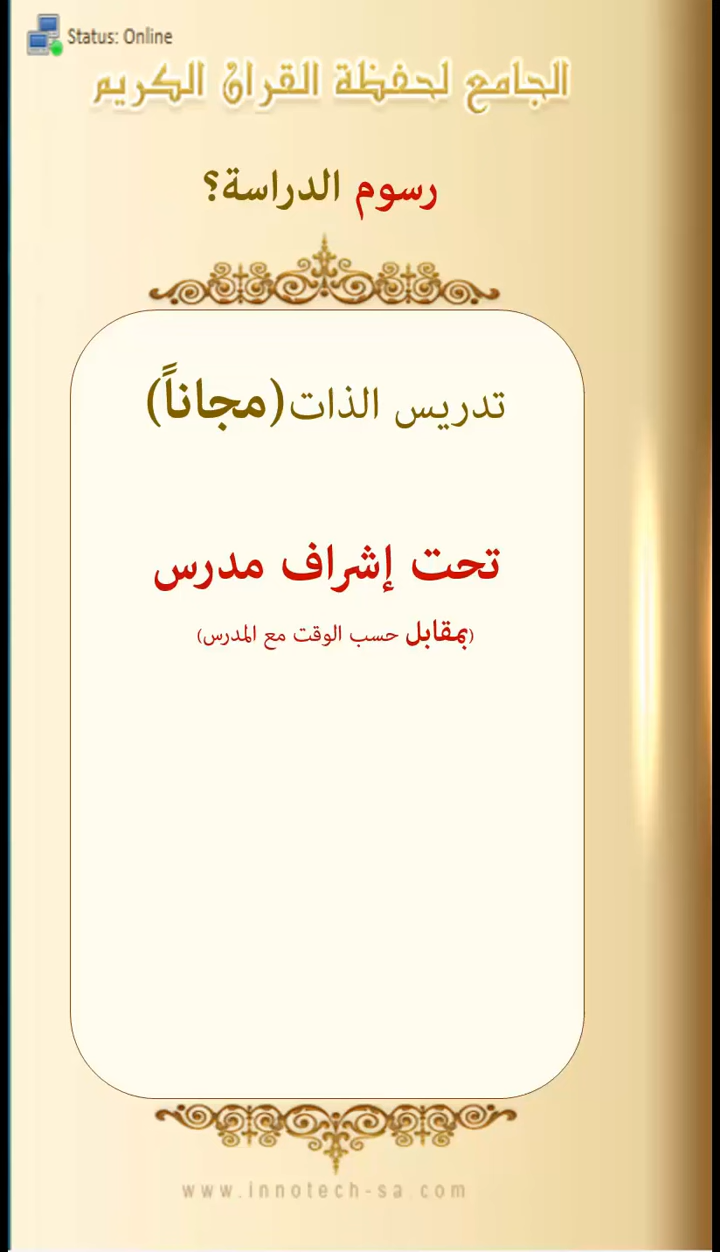 Status: Online
الجامع لحفظة القرآن الكريم
رسوم الدراسة؟
تدريس الذات (مجاناً)
تحت إشراف مدرس
(بمقابل حسب الوقت مع المدرس)
www.innotech-sa.com